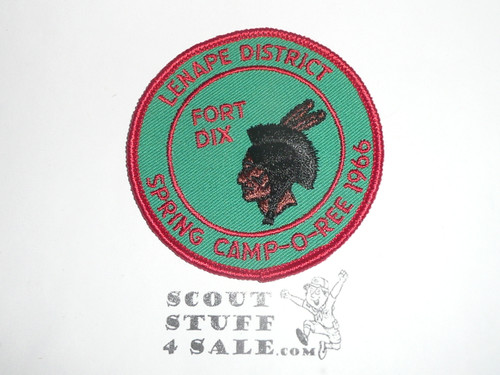 LENAPE DISTRICT
FORT
DIX
SPRING CAMP-O-REE 1966
SCOUT
STUFF
4 SALE.COM